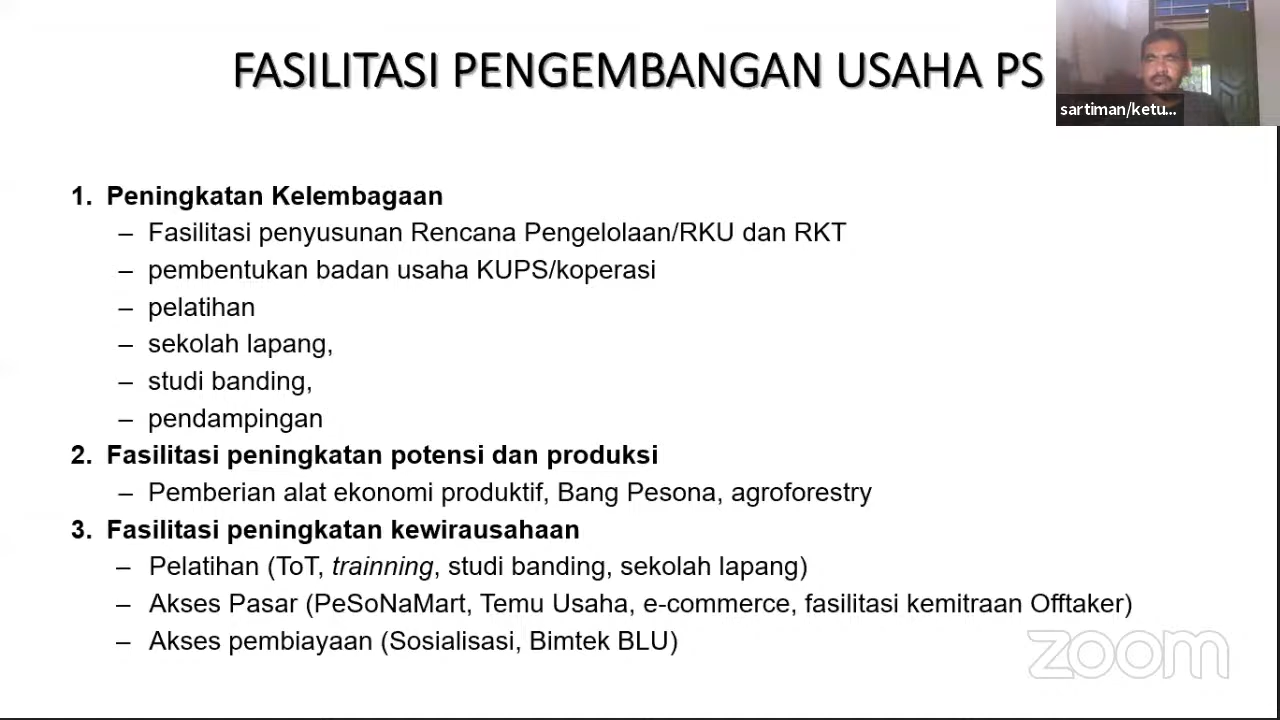 FASILITASI PENGEMBANGAN USAHA PS
sartiman/ketu...
1. Peningkatan Kelembagaan
– Fasilitasi penyusunan Rencana Pengelolaan/RKU dan RKT
– pembentukan badan usaha KUPS/koperasi
– pelatihan
– sekolah lapang,
– studi banding,
– pendampingan
2. Fasilitasi peningkatan potensi dan produksi
– Pemberian alat ekonomi produktif, Bang Pesona, agroforestry
3. Fasilitasi peningkatan kewirausahaan
– Pelatihan (ToT, trainning, studi banding, sekolah lapang)
– Akses Pasar (PeSoNaMart, Temu Usaha, e-commerce, fasilitasi kemitraan Offtaker)
– Akses pembiayaan (Sosialisasi, Bimtek BLU)
zoom